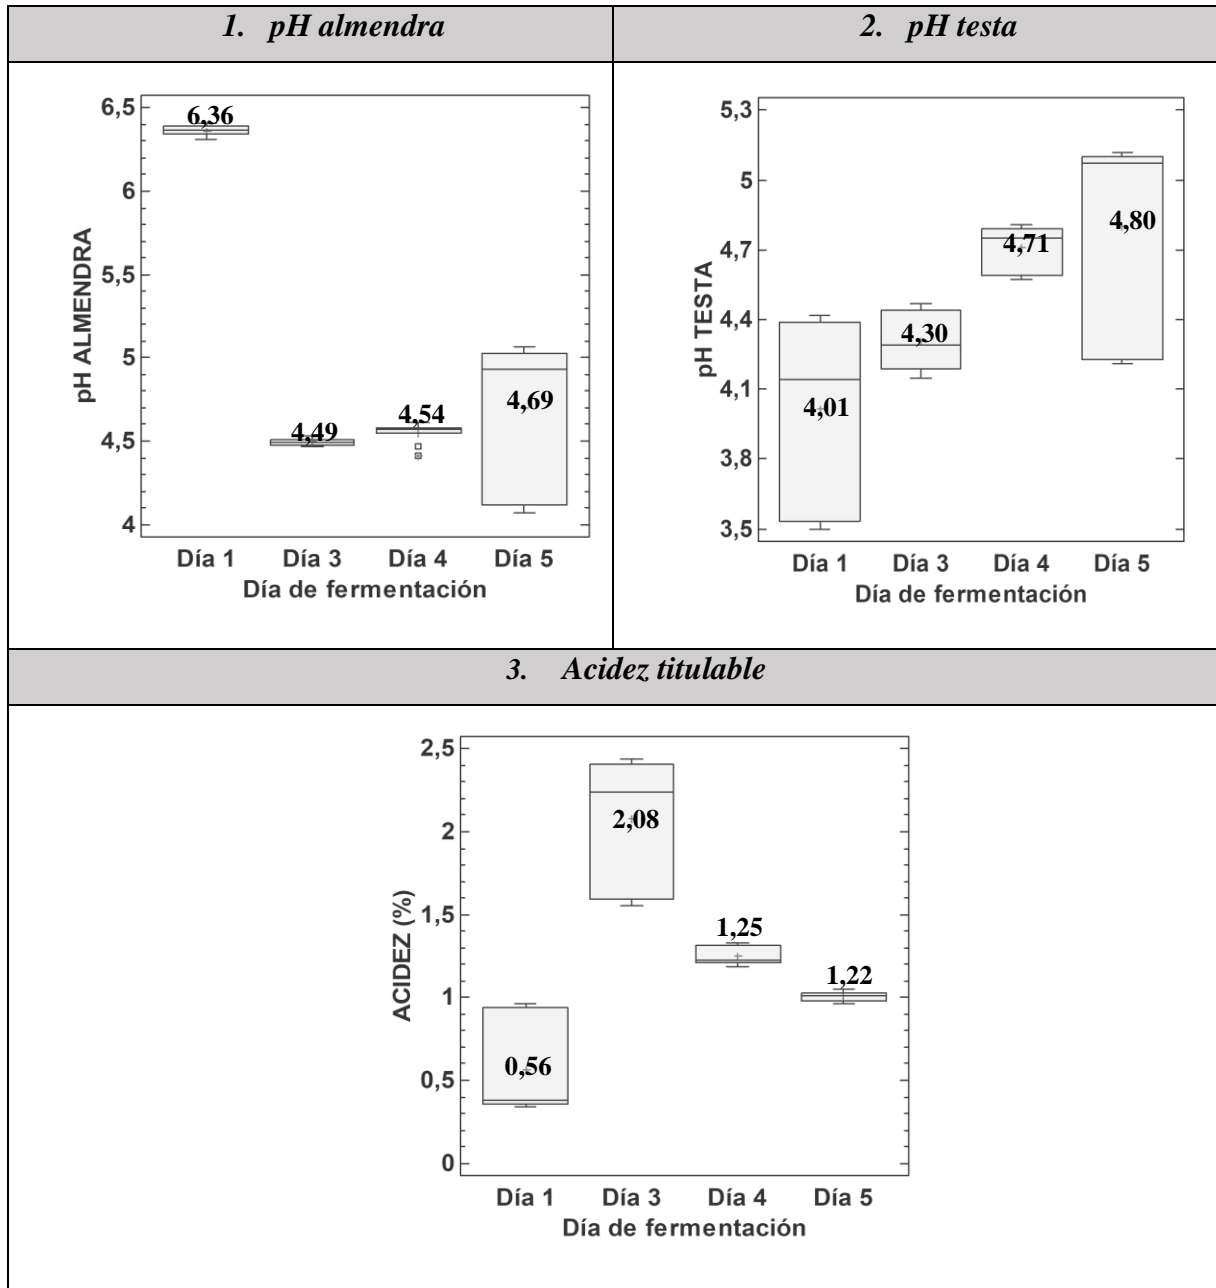 1. pH almendra
2. pH testa
6,5
6
5,5
5
4,5
4
pH ALMENDRA
6,36
4,49
4,54
4,69
Día 1 Día 3 Día 4 Día 5
Día de fermentación
5,3
5
4,7
4,4
4,1
3,8
3,5
pH TESTA
4,01
4,30
4,71
4,80
Día 1 Día 3 Día 4 Día 5
Día de fermentación
3. Acidez titulable
2,5
2
1,5
1
0,5
0
ACIDEZ (%)
0,56
2,08
1,25
1,22
Día 1 Día 3 Día 4 Día 5
Día de fermentación